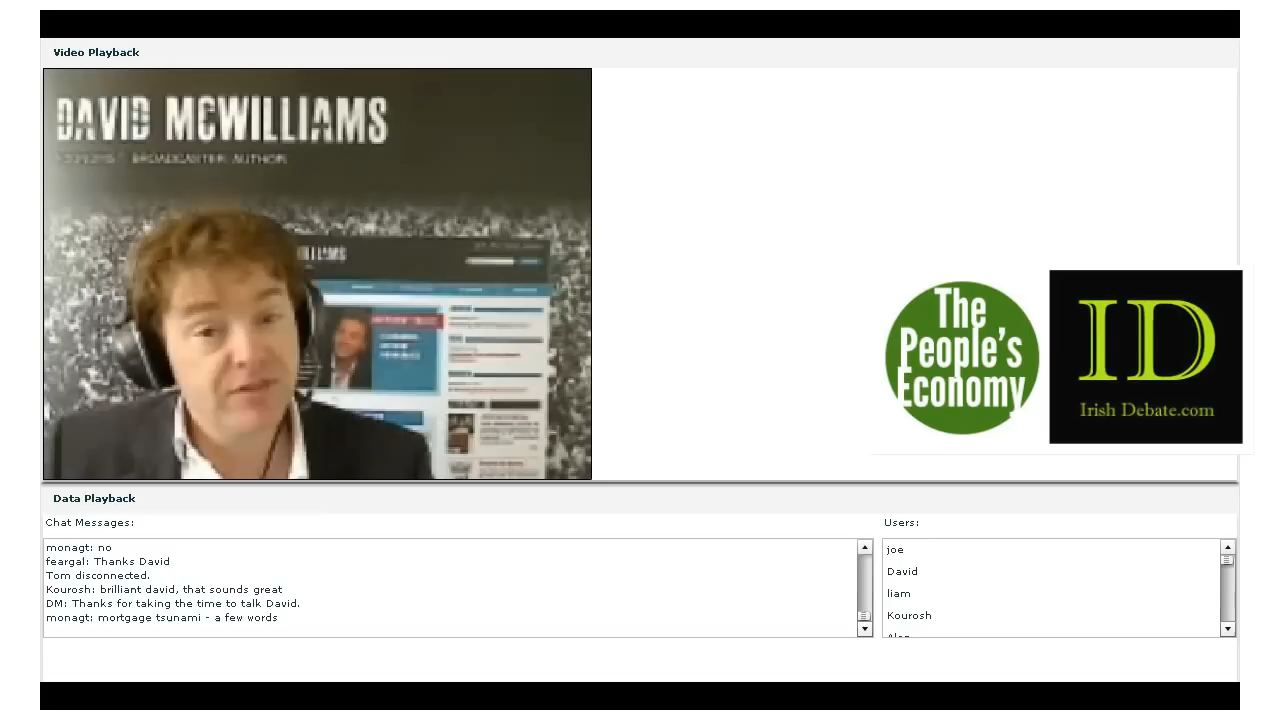 Video Playback
DAVID MCWILLIAMS
BROADCASTER AUTHOR
The
People's
Economy
ID
Irish Debate.com
Data Playback
Chat Messages:
Users:
monagt: no
feargal: Thanks David
Tom disconnected.
Kourosh: brilliant david, that sounds great
DM: Thanks for taking the time to talk David.
monagt: mortgage tsunami - a few words
joe
David
liam
Kourosh